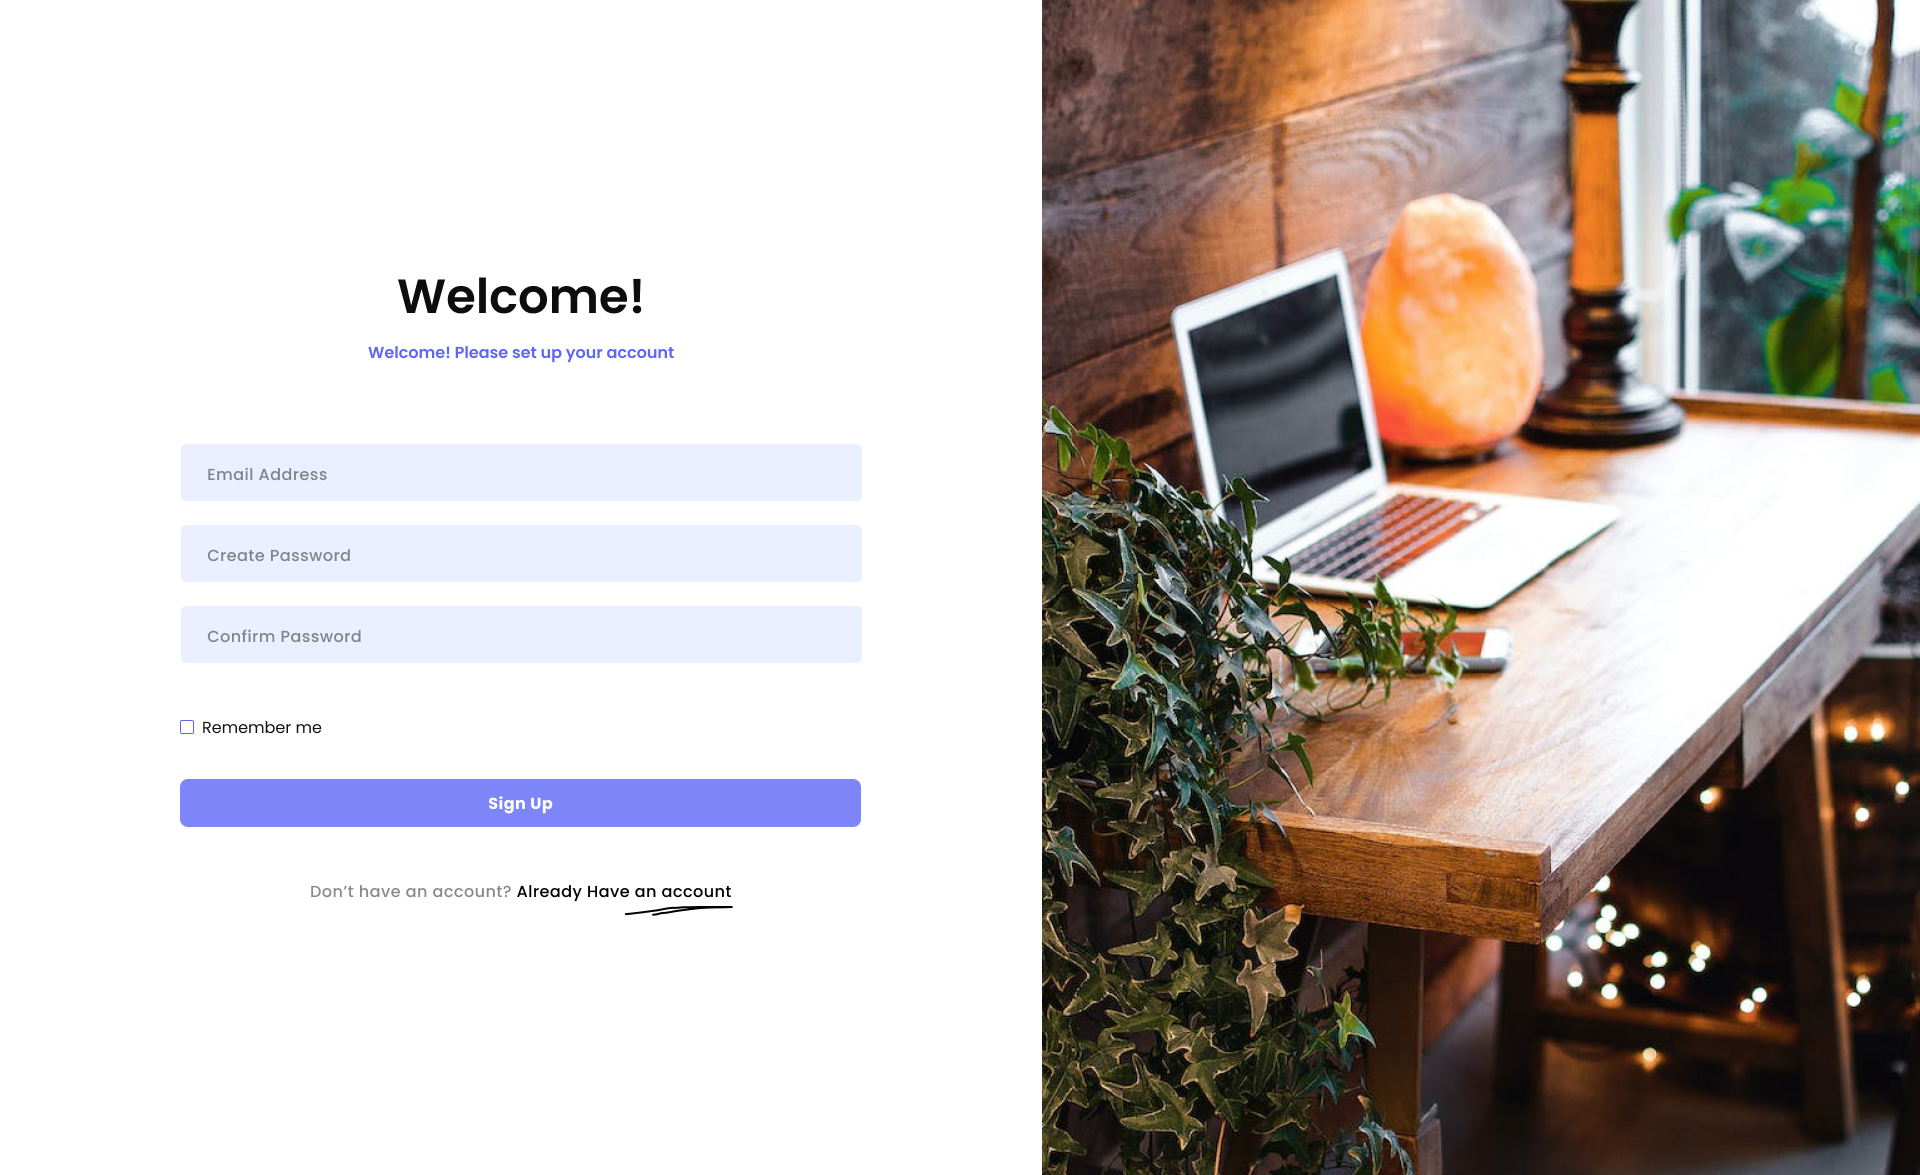 Welcome!
Welcome! Please set up your account
Email Address
Create Password
Confirm Password
Remember me
Sign Up
Don’t have an account? Already Have an account